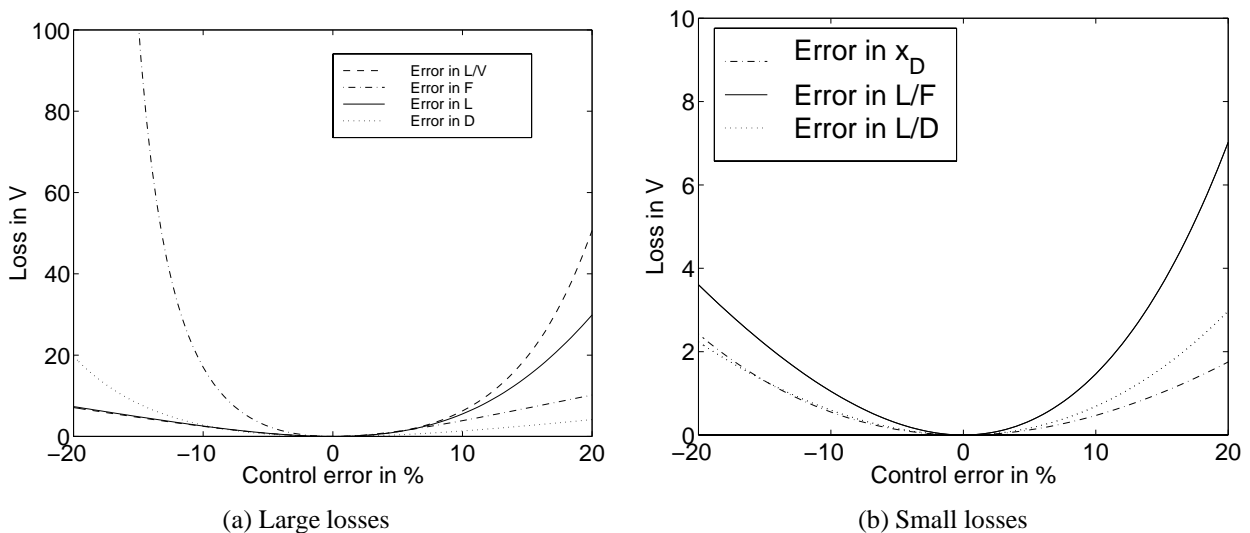 100
80
60
40
20
0
−20
−10
0
10
20
Loss in V
Control error in %
Error in L/V
Error in F
Error in L
Error in D
(a) Large losses
10
8
6
4
2
0
−20
−10
0
10
20
Loss in V
Control error in %
Error in x_D
Error in L/F
Error in L/D
(b) Small losses